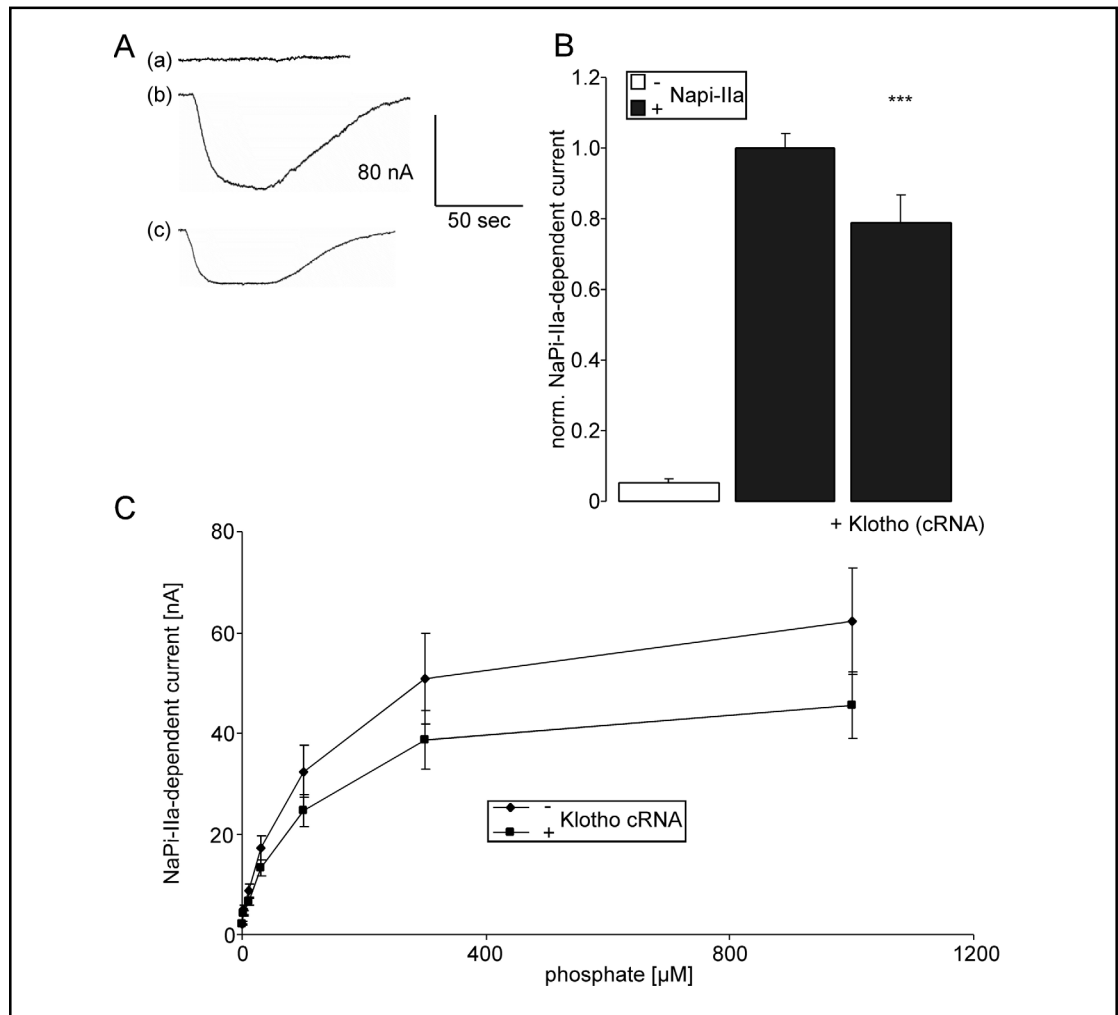 A
(a)
(b)
(c)
80 nA
50 sec
B
norm. NaPi-IIa-dependent current
1.2
1.0
0.8
0.6
0.4
0.2
0
- Napi-IIa
+
***
+ Klotho (cRNA)
C
NaPi-IIa-dependent current [nA]
80
60
40
20
0
- Klotho cRNA
+
0 400 800 1200
phosphate [µM]